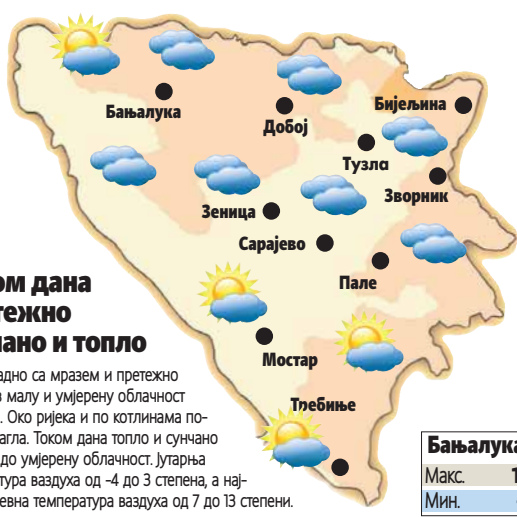 Бањалука
Добој
Бијељина
Тузла
Зворник
Зеница
Сарајево
Пале
Мостар
Требиње
ом дана
тежно
ано и топло
адно са мразем и претежно
з малу и умјерену облачност
. Око ријека и по котлинама по-
агла. Током дана топло и сунчано
до умјерену облачност. Јутарња
тура ваздуха од -4 до 3 степена, а нај-
евна температура ваздуха од 7 до 13 степени.
Бањалука
Макс. 1
Мин.